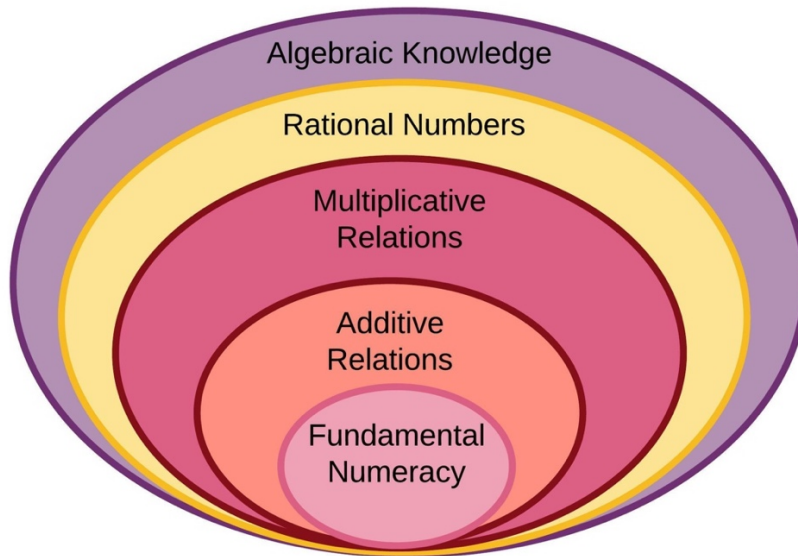 Algebraic Knowledge
Rational Numbers
Multiplicative
Relations
Additive
Relations
Fundamental
Numeracy